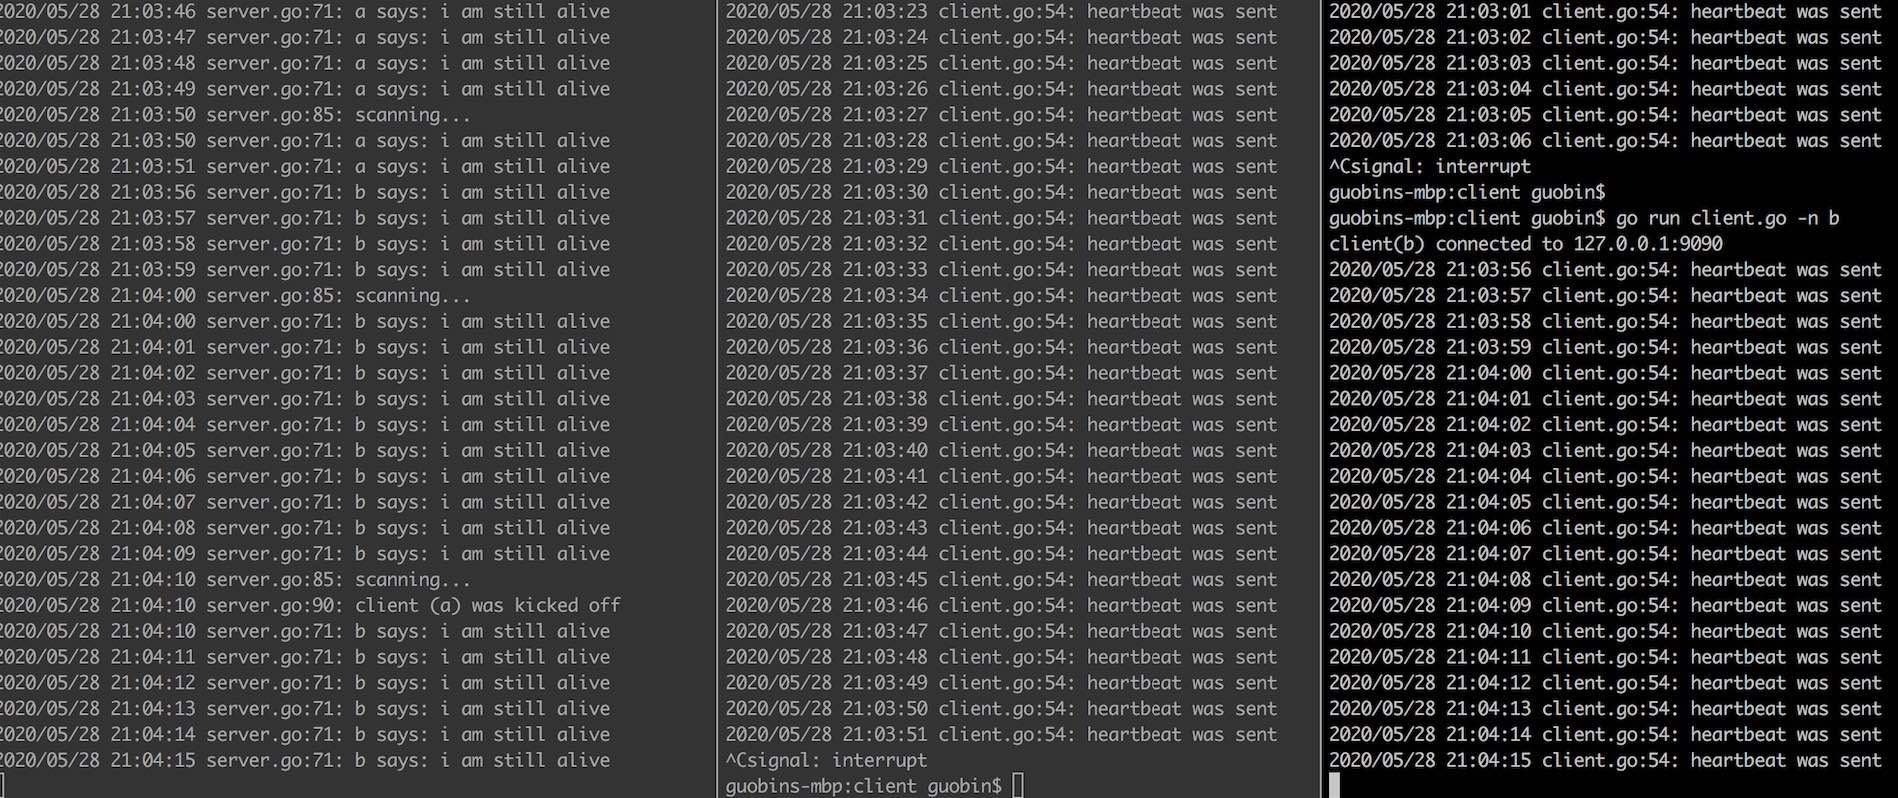 2020/05/28 21:03:46 server.go:71: a says: i am still alive
2020/05/28 21:03:47 server.go:71: a says: i am still alive
2020/05/28 21:03:48 server.go:71: a says: i am still alive
2020/05/28 21:03:49 server.go:71: a says: i am still alive
2020/05/28 21:03:50 server.go:85: scanning...
2020/05/28 21:03:50 server.go:71: a says: i am still alive
2020/05/28 21:03:51 server.go:71: a says: i am still alive
2020/05/28 21:03:56 server.go:71: b says: i am still alive
2020/05/28 21:03:57 server.go:71: b says: i am still alive
2020/05/28 21:03:58 server.go:71: b says: i am still alive
2020/05/28 21:03:59 server.go:71: b says: i am still alive
2020/05/28 21:04:00 server.go:85: scanning...
2020/05/28 21:04:00 server.go:71: b says: i am still alive
2020/05/28 21:04:01 server.go:71: b says: i am still alive
2020/05/28 21:04:02 server.go:71: b says: i am still alive
2020/05/28 21:04:03 server.go:71: b says: i am still alive
2020/05/28 21:04:04 server.go:71: b says: i am still alive
2020/05/28 21:04:05 server.go:71: b says: i am still alive
2020/05/28 21:04:06 server.go:71: b says: i am still alive
2020/05/28 21:04:07 server.go:71: b says: i am still alive
2020/05/28 21:04:08 server.go:71: b says: i am still alive
2020/05/28 21:04:09 server.go:71: b says: i am still alive
2020/05/28 21:04:10 server.go:85: scanning...
2020/05/28 21:04:10 server.go:90: client (a) was kicked off
2020/05/28 21:04:10 server.go:71: b says: i am still alive
2020/05/28 21:04:11 server.go:71: b says: i am still alive
2020/05/28 21:04:12 server.go:71: b says: i am still alive
2020/05/28 21:04:13 server.go:71: b says: i am still alive
2020/05/28 21:04:14 server.go:71: b says: i am still alive
2020/05/28 21:04:15 server.go:71: b says: i am still alive
2020/05/28 21:03:23 client.go:54: heartbeat was sent
2020/05/28 21:03:24 client.go:54: heartbeat was sent
2020/05/28 21:03:25 client.go:54: heartbeat was sent
2020/05/28 21:03:26 client.go:54: heartbeat was sent
2020/05/28 21:03:27 client.go:54: heartbeat was sent
2020/05/28 21:03:28 client.go:54: heartbeat was sent
2020/05/28 21:03:29 client.go:54: heartbeat was sent
2020/05/28 21:03:30 client.go:54: heartbeat was sent
2020/05/28 21:03:31 client.go:54: heartbeat was sent
2020/05/28 21:03:32 client.go:54: heartbeat was sent
2020/05/28 21:03:33 client.go:54: heartbeat was sent
2020/05/28 21:03:34 client.go:54: heartbeat was sent
2020/05/28 21:03:35 client.go:54: heartbeat was sent
2020/05/28 21:03:36 client.go:54: heartbeat was sent
2020/05/28 21:03:37 client.go:54: heartbeat was sent
2020/05/28 21:03:38 client.go:54: heartbeat was sent
2020/05/28 21:03:39 client.go:54: heartbeat was sent
2020/05/28 21:03:40 client.go:54: heartbeat was sent
2020/05/28 21:03:41 client.go:54: heartbeat was sent
2020/05/28 21:03:42 client.go:54: heartbeat was sent
2020/05/28 21:03:43 client.go:54: heartbeat was sent
2020/05/28 21:03:44 client.go:54: heartbeat was sent
2020/05/28 21:03:45 client.go:54: heartbeat was sent
2020/05/28 21:03:46 client.go:54: heartbeat was sent
2020/05/28 21:03:47 client.go:54: heartbeat was sent
2020/05/28 21:03:48 client.go:54: heartbeat was sent
2020/05/28 21:03:49 client.go:54: heartbeat was sent
2020/05/28 21:03:50 client.go:54: heartbeat was sent
2020/05/28 21:03:51 client.go:54: heartbeat was sent
^Csignal: interrupt
guobins-mbp:client guobin$
2020/05/28 21:03:01 client.go:54: heartbeat was sent
2020/05/28 21:03:02 client.go:54: heartbeat was sent
2020/05/28 21:03:03 client.go:54: heartbeat was sent
2020/05/28 21:03:04 client.go:54: heartbeat was sent
2020/05/28 21:03:05 client.go:54: heartbeat was sent
2020/05/28 21:03:06 client.go:54: heartbeat was sent
^Csignal: interrupt
guobins-mbp:client guobin$
guobins-mbp:client guobin$ go run client.go -n b
client(b) connected to 127.0.0.1:9090
2020/05/28 21:03:56 client.go:54: heartbeat was sent
2020/05/28 21:03:57 client.go:54: heartbeat was sent
2020/05/28 21:03:58 client.go:54: heartbeat was sent
2020/05/28 21:03:59 client.go:54: heartbeat was sent
2020/05/28 21:04:00 client.go:54: heartbeat was sent
2020/05/28 21:04:01 client.go:54: heartbeat was sent
2020/05/28 21:04:02 client.go:54: heartbeat was sent
2020/05/28 21:04:03 client.go:54: heartbeat was sent
2020/05/28 21:04:04 client.go:54: heartbeat was sent
2020/05/28 21:04:05 client.go:54: heartbeat was sent
2020/05/28 21:04:06 client.go:54: heartbeat was sent
2020/05/28 21:04:07 client.go:54: heartbeat was sent
2020/05/28 21:04:08 client.go:54: heartbeat was sent
2020/05/28 21:04:09 client.go:54: heartbeat was sent
2020/05/28 21:04:10 client.go:54: heartbeat was sent
2020/05/28 21:04:11 client.go:54: heartbeat was sent
2020/05/28 21:04:12 client.go:54: heartbeat was sent
2020/05/28 21:04:13 client.go:54: heartbeat was sent
2020/05/28 21:04:14 client.go:54: heartbeat was sent
2020/05/28 21:04:15 client.go:54: heartbeat was sent